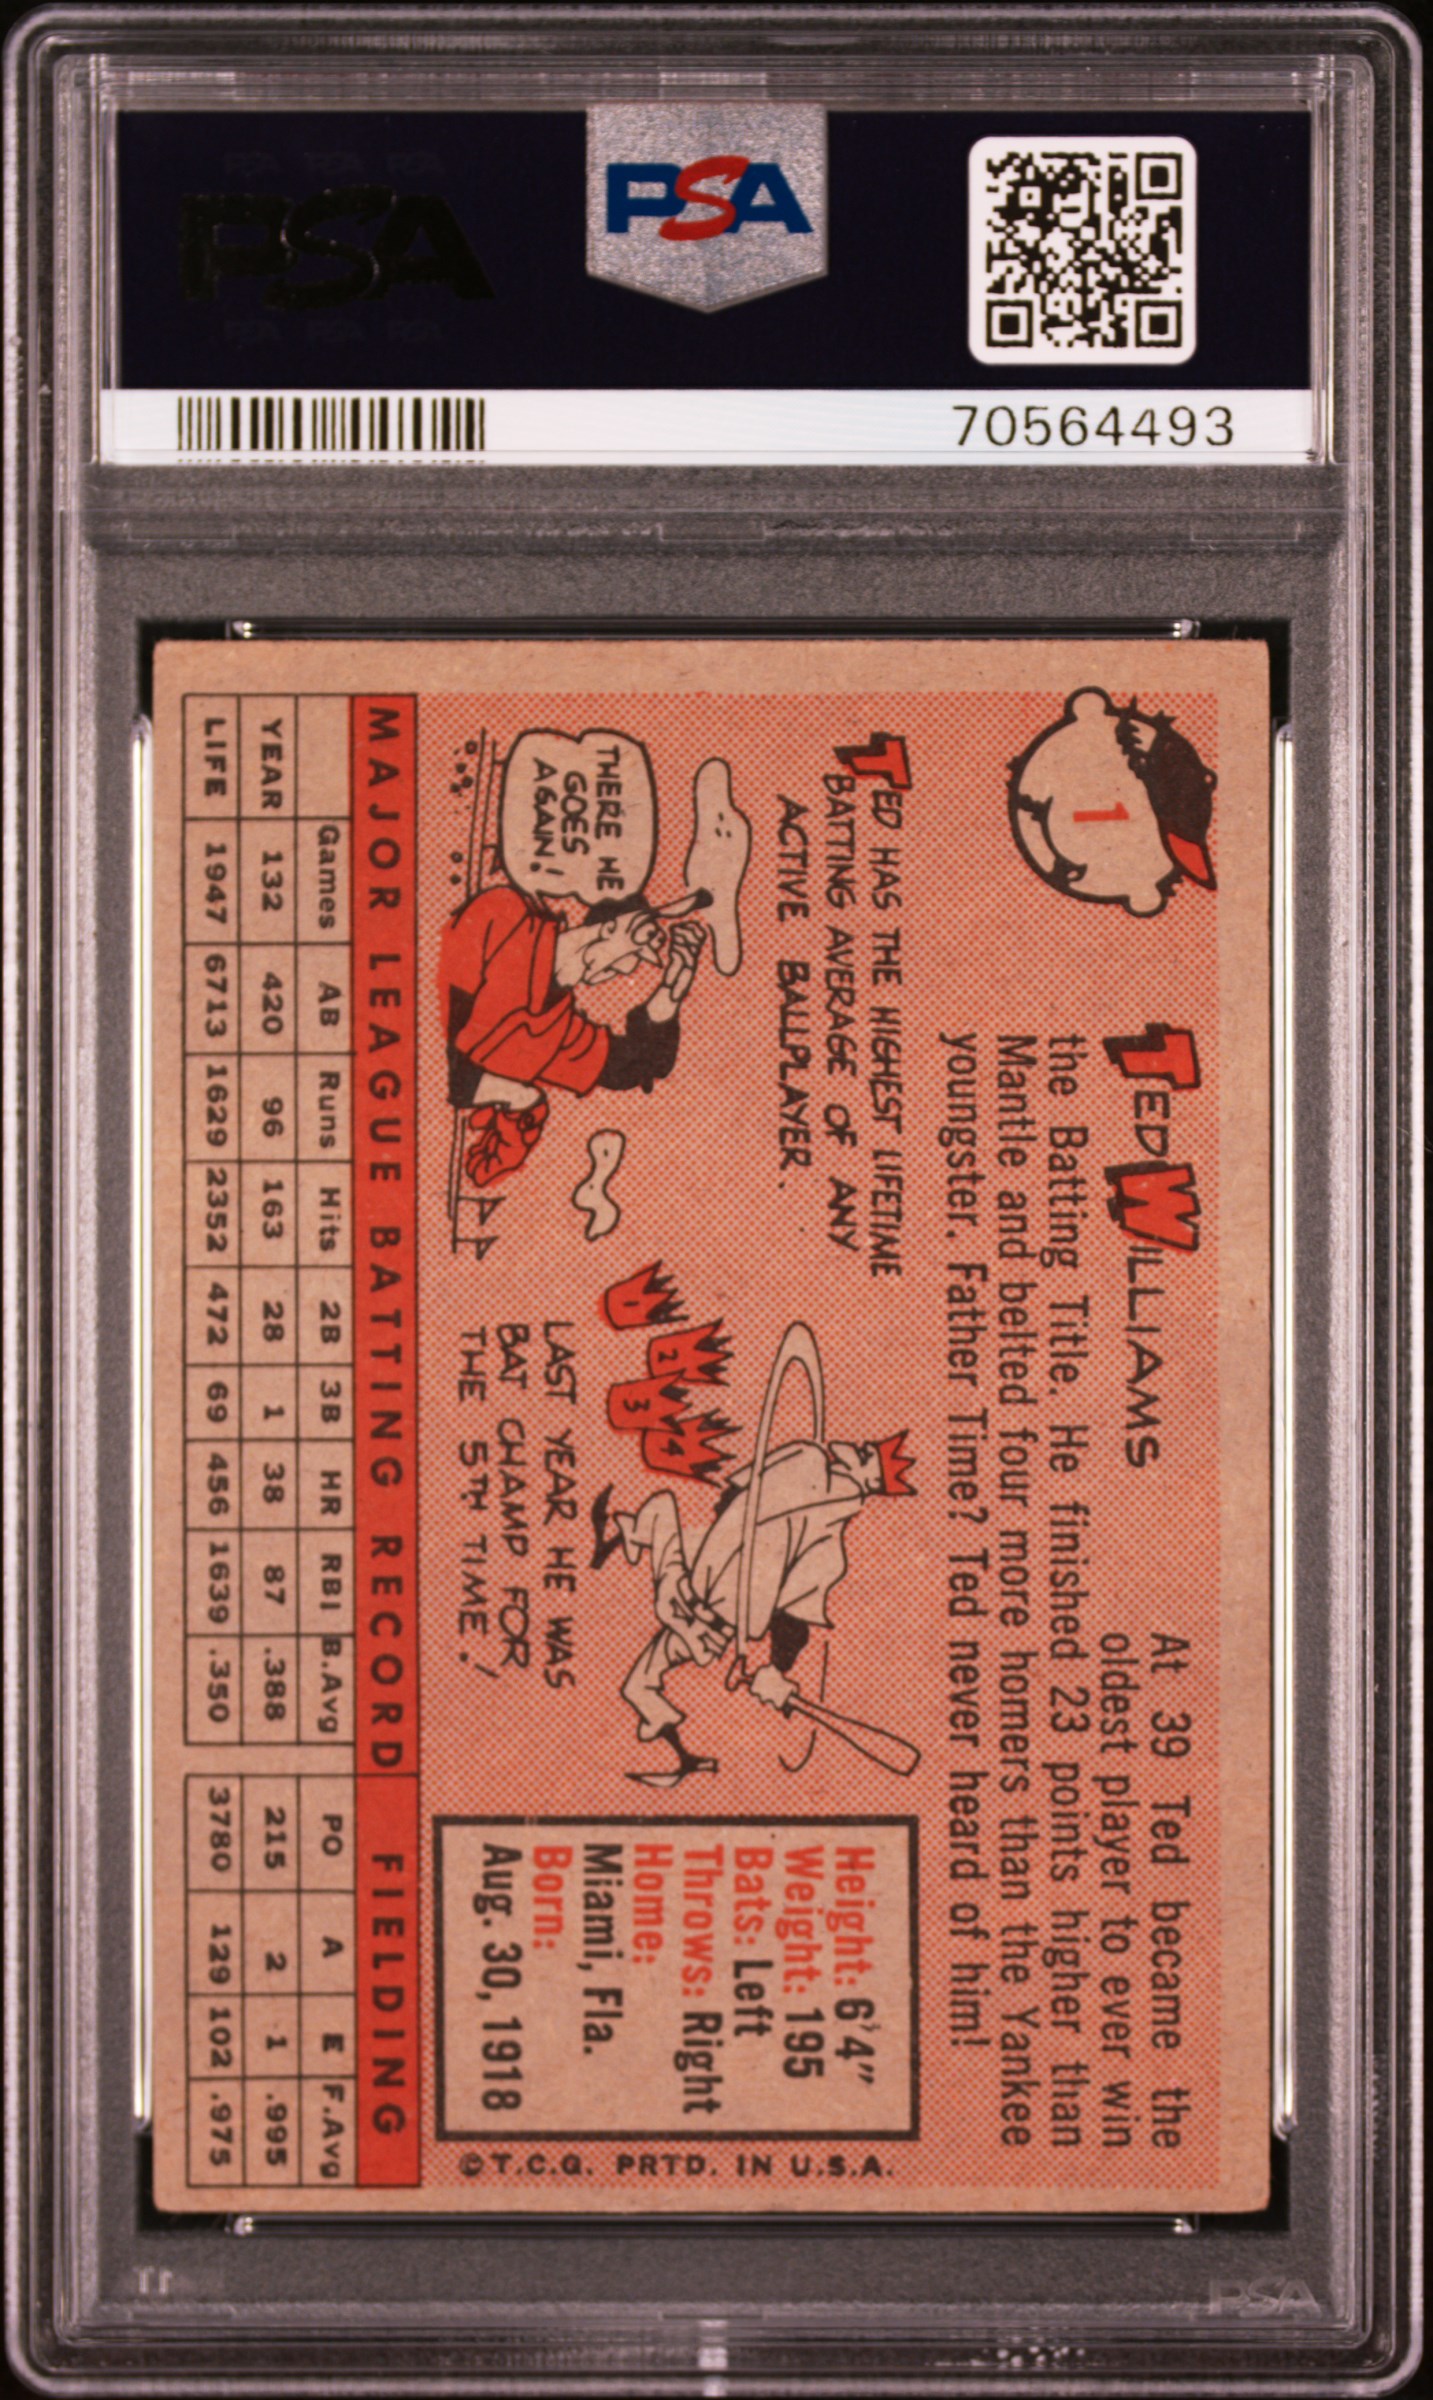 PSA
PSA
70564493
1
TED WILLIAMS
At 39 Ted became the
oldest player to ever win
the Batting Title. He finished 23 points higher than
Mantle and belted four more homers than the Yankee
youngster. Father Time? Ted never heard of him!
TED HAS THE HIGHEST LIFETIME
BATTING AVERAGE OF ANY
ACTIVE BALLPLAYER.
THERE HE
GOES
AGAIN!
1
2
3
4
LAST YEAR HE WAS
BAT CHAMP FOR
THE 5TH TIME!
Height: 6'4"
Weight: 195
Bats: Left
Throws: Right
Home:
Miami, Fla.
Born:
Aug. 30, 1918
©T.C.G. PRTD. IN U.S.A.
MAJOR LEAGUE BATTING RECORD FIELDING
Games AB Runs Hits 2B 3B HR RBI B.Avg PO A E F.Avg
YEAR 132 420 96 163 28 1 38 87 .388 215 2 1 .995
LIFE 1947 6713 1629 2352 472 69 456 1639 .350 3780 129 102 .975
PSA